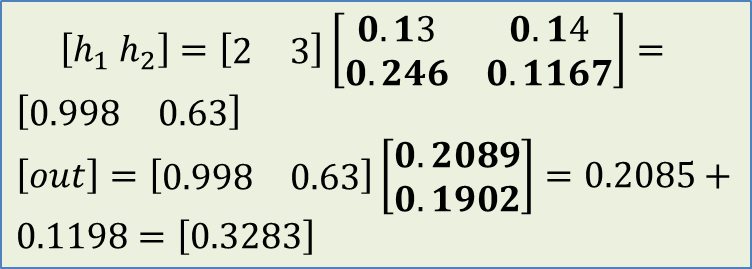 [h₁ h₂] = [2 3] [0.13 0.14
0.246 0.1167] =
[0.998 0.63]
[out] = [0.998 0.63] [0.2089
0.1902] = 0.2085 +
0.1198 = [0.3283]